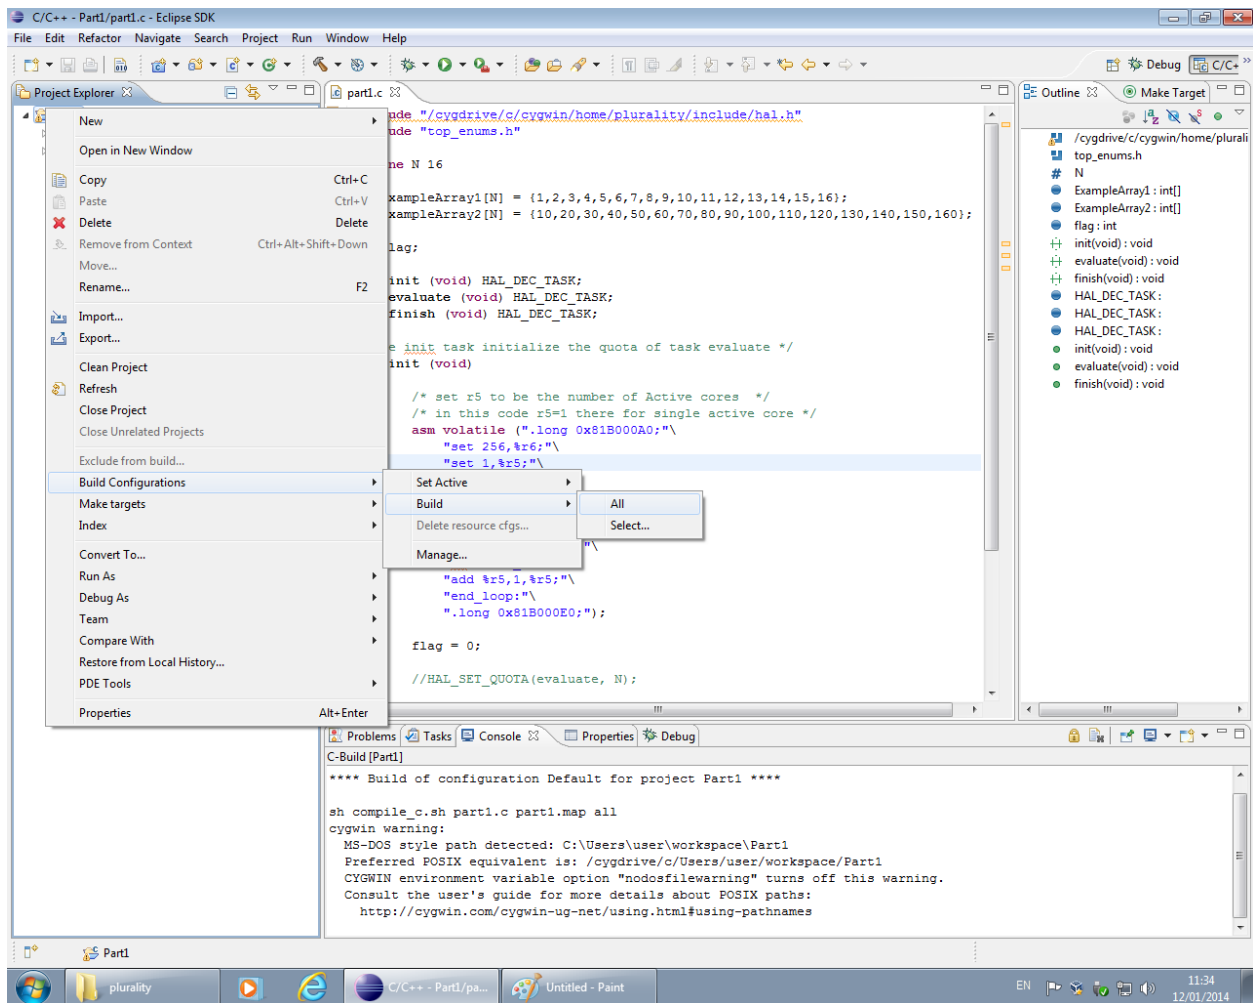 C/C++ - Part1/part1.c - Eclipse SDK
File Edit Refactor Navigate Search Project Run Window Help
Debug C/C+ »
Project Explorer
part1.c
Outline
Make Target
New
Open in New Window
Copy Ctrl+C
Paste Ctrl+V
Delete Delete
Remove from Context Ctrl+Alt+Shift+Down
Move...
Rename... F2
Import...
Export...
Clean Project
Refresh
Close Project
Close Unrelated Projects
Exclude from build...
Build Configurations
Make targets
Index
Convert To...
Run As
Debug As
Team
Compare With
Restore from Local History...
PDE Tools
Properties Alt+Enter
Set Active
Build
Delete resource cfgs...
Manage...
All
Select...
ude "/cygdrive/c/cygwin/home/plurality/include/hal.h"
ude "top_enums.h"
ne N 16
xampleArray1[N] = {1,2,3,4,5,6,7,8,9,10,11,12,13,14,15,16};
xampleArray2[N] = {10,20,30,40,50,60,70,80,90,100,110,120,130,140,150,160};
lag;
init (void) HAL_DEC_TASK;
evaluate (void) HAL_DEC_TASK;
finish (void) HAL_DEC_TASK;
e init task initialize the quota of task evaluate */
init (void)
/* set r5 to be the number of Active cores */
/* in this code r5=1 there for single active core */
asm volatile (".long 0x81B000A0;"\
"set 256,%r6;"\
"set 1,%r5;"\
"\
"add %r5,1,%r5;"\
"end_loop:"\
".long 0x81B000E0;");
flag = 0;
//HAL_SET_QUOTA(evaluate, N);
/cygdrive/c/cygwin/home/plurali
top_enums.h
# N
ExampleArray1 : int[]
ExampleArray2 : int[]
flag : int
init(void) : void
evaluate(void) : void
finish(void) : void
HAL_DEC_TASK :
HAL_DEC_TASK :
HAL_DEC_TASK :
init(void) : void
evaluate(void) : void
finish(void) : void
Problems Tasks Console Properties Debug
C-Build [Part1]
**** Build of configuration Default for project Part1 ****
sh compile_c.sh part1.c part1.map all
cygwin warning:
MS-DOS style path detected: C:\Users\user\workspace\Part1
Preferred POSIX equivalent is: /cygdrive/c/Users/user/workspace/Part1
CYGWIN environment variable option "nodosfilewarning" turns off this warning.
Consult the user's guide for more details about POSIX paths:
http://cygwin.com/cygwin-ug-net/using.html#using-pathnames
Part1
plurality
C/C++ - Part1/pa...
Untitled - Paint
EN
11:34
12/01/2014